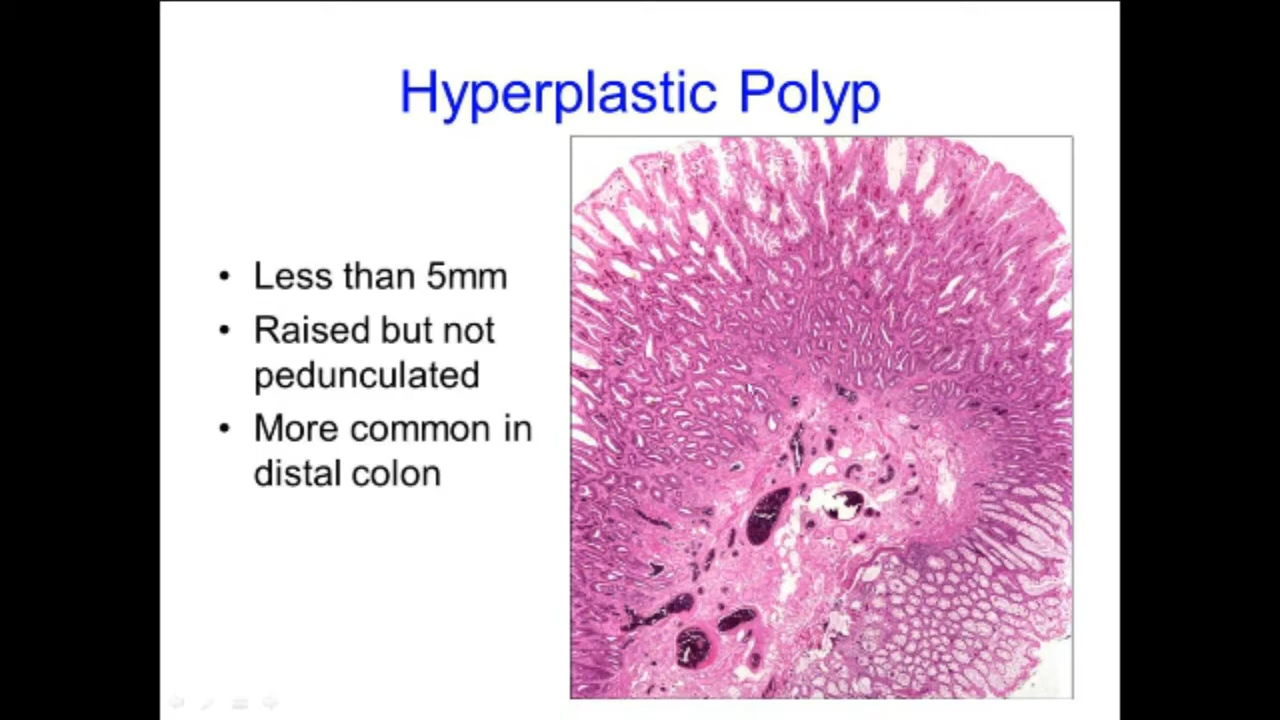 Hyperplastic Polyp
• Less than 5mm
• Raised but not
pedunculated
• More common in
distal colon